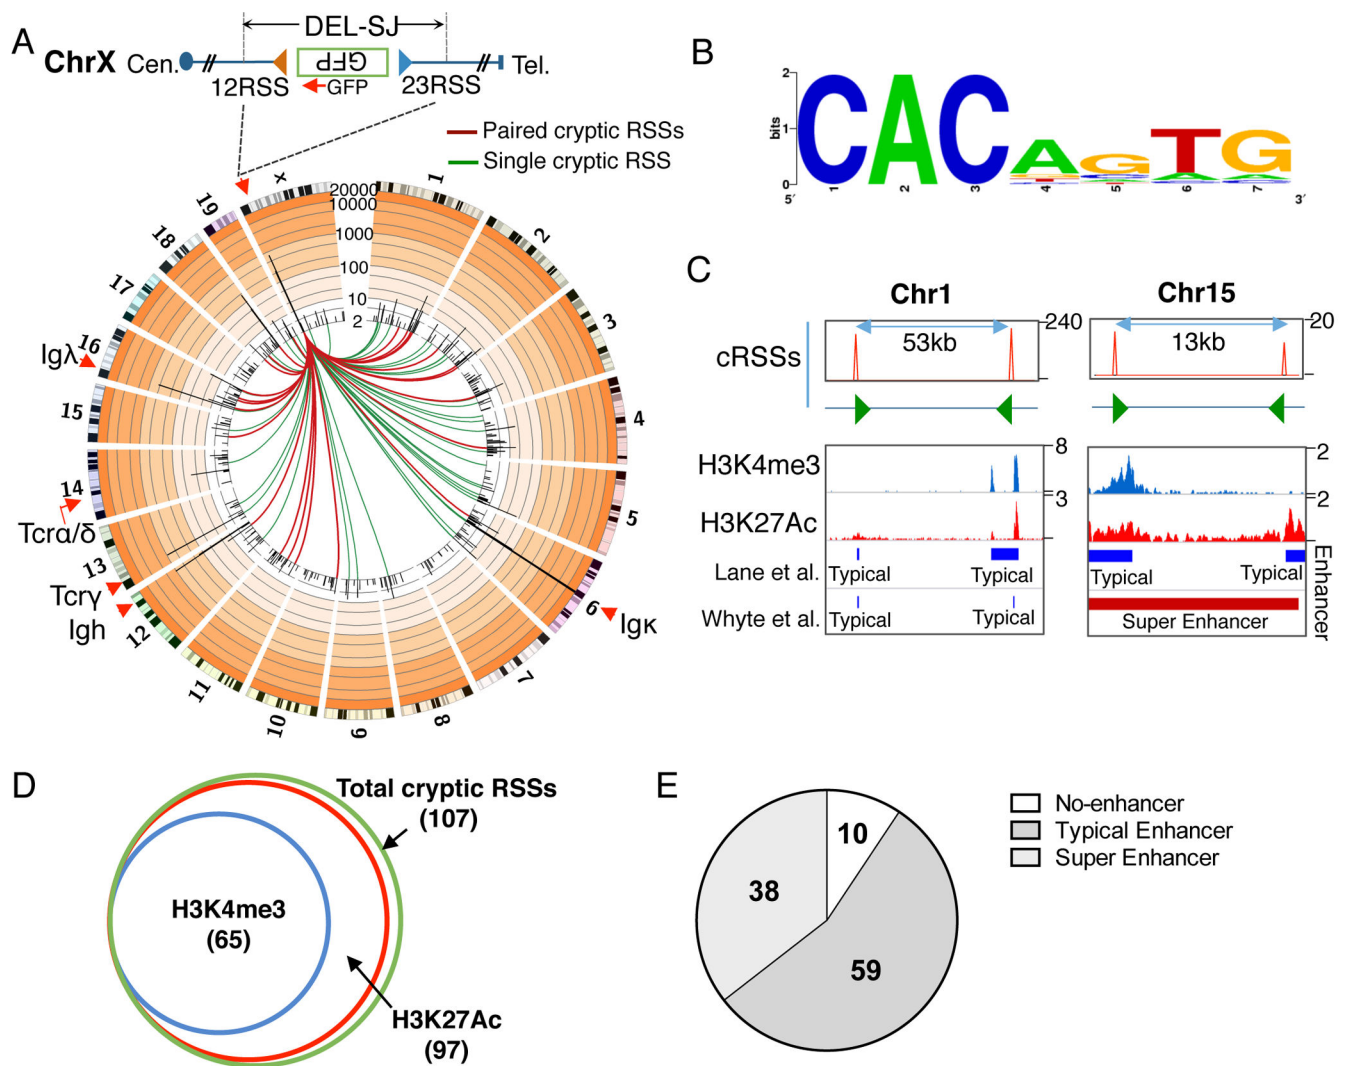 A
DEL-SJ
ChrX Cen. GFP Tel.
12RSS GFP 23RSS
Paired cryptic RSSs
Single cryptic RSS
20000
10000
1000
100
10
2
X
1
2
3
4
5
6
7
8
9
10
11
12
13
14
15
16
17
18
19
Igλ
Tcrα/δ
Tcrγ
Igh
Igκ
B
2
1
0
bits
CACAGTG
1 2 3 4 5 6 7
5′ 3′
C
Chr1 Chr15
cRSSs
53kb
240
13kb
20
H3K4me3
8
2
H3K27Ac
3
2
Lane et al. Typical Typical Typical Typical
Whyte et al. Typical Typical Super Enhancer
Enhancer
D
Total cryptic RSSs
(107)
H3K4me3
(65)
H3K27Ac
(97)
E
10
38
59
No-enhancer
Typical Enhancer
Super Enhancer